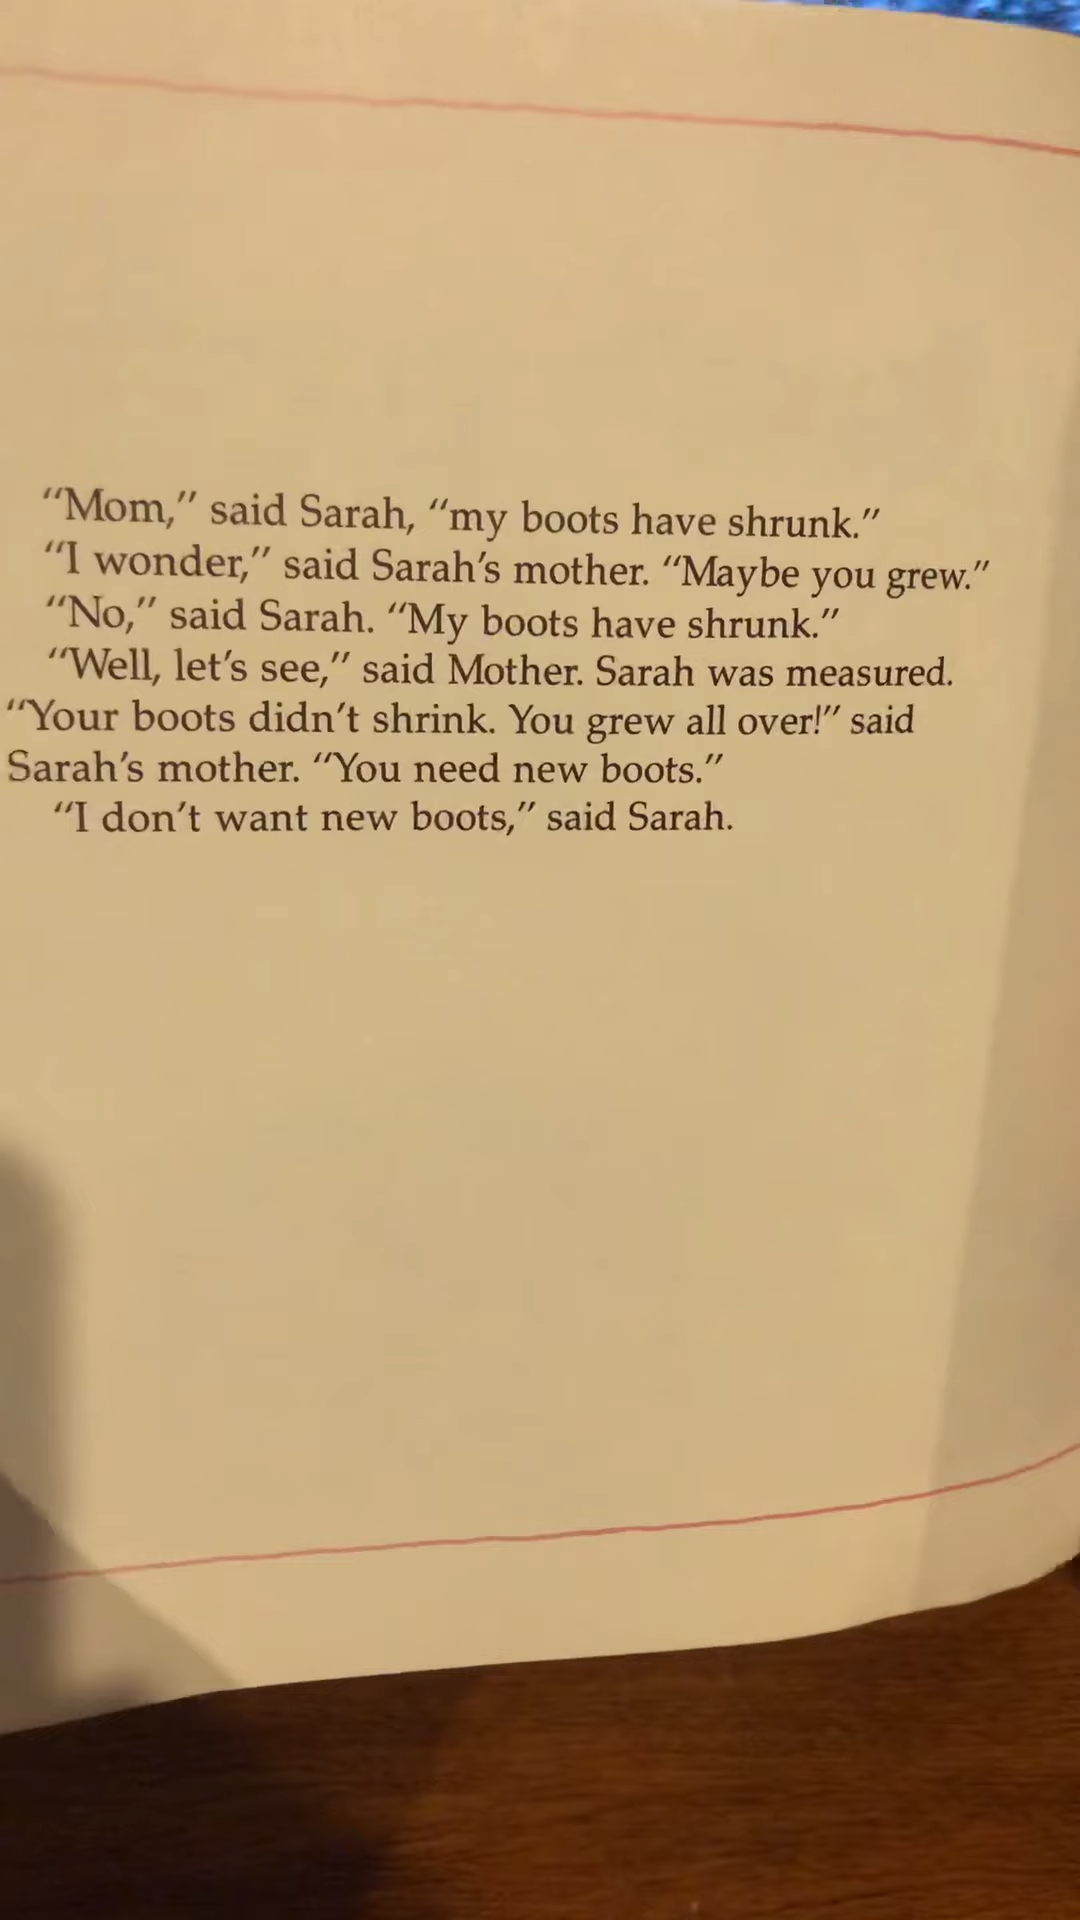 “Mom,” said Sarah, “my boots have shrunk.”
“I wonder,” said Sarah’s mother. “Maybe you grew.”
“No,” said Sarah. “My boots have shrunk.”
“Well, let’s see,” said Mother. Sarah was measured.
“Your boots didn’t shrink. You grew all over!” said
Sarah’s mother. “You need new boots.”
“I don’t want new boots,” said Sarah.